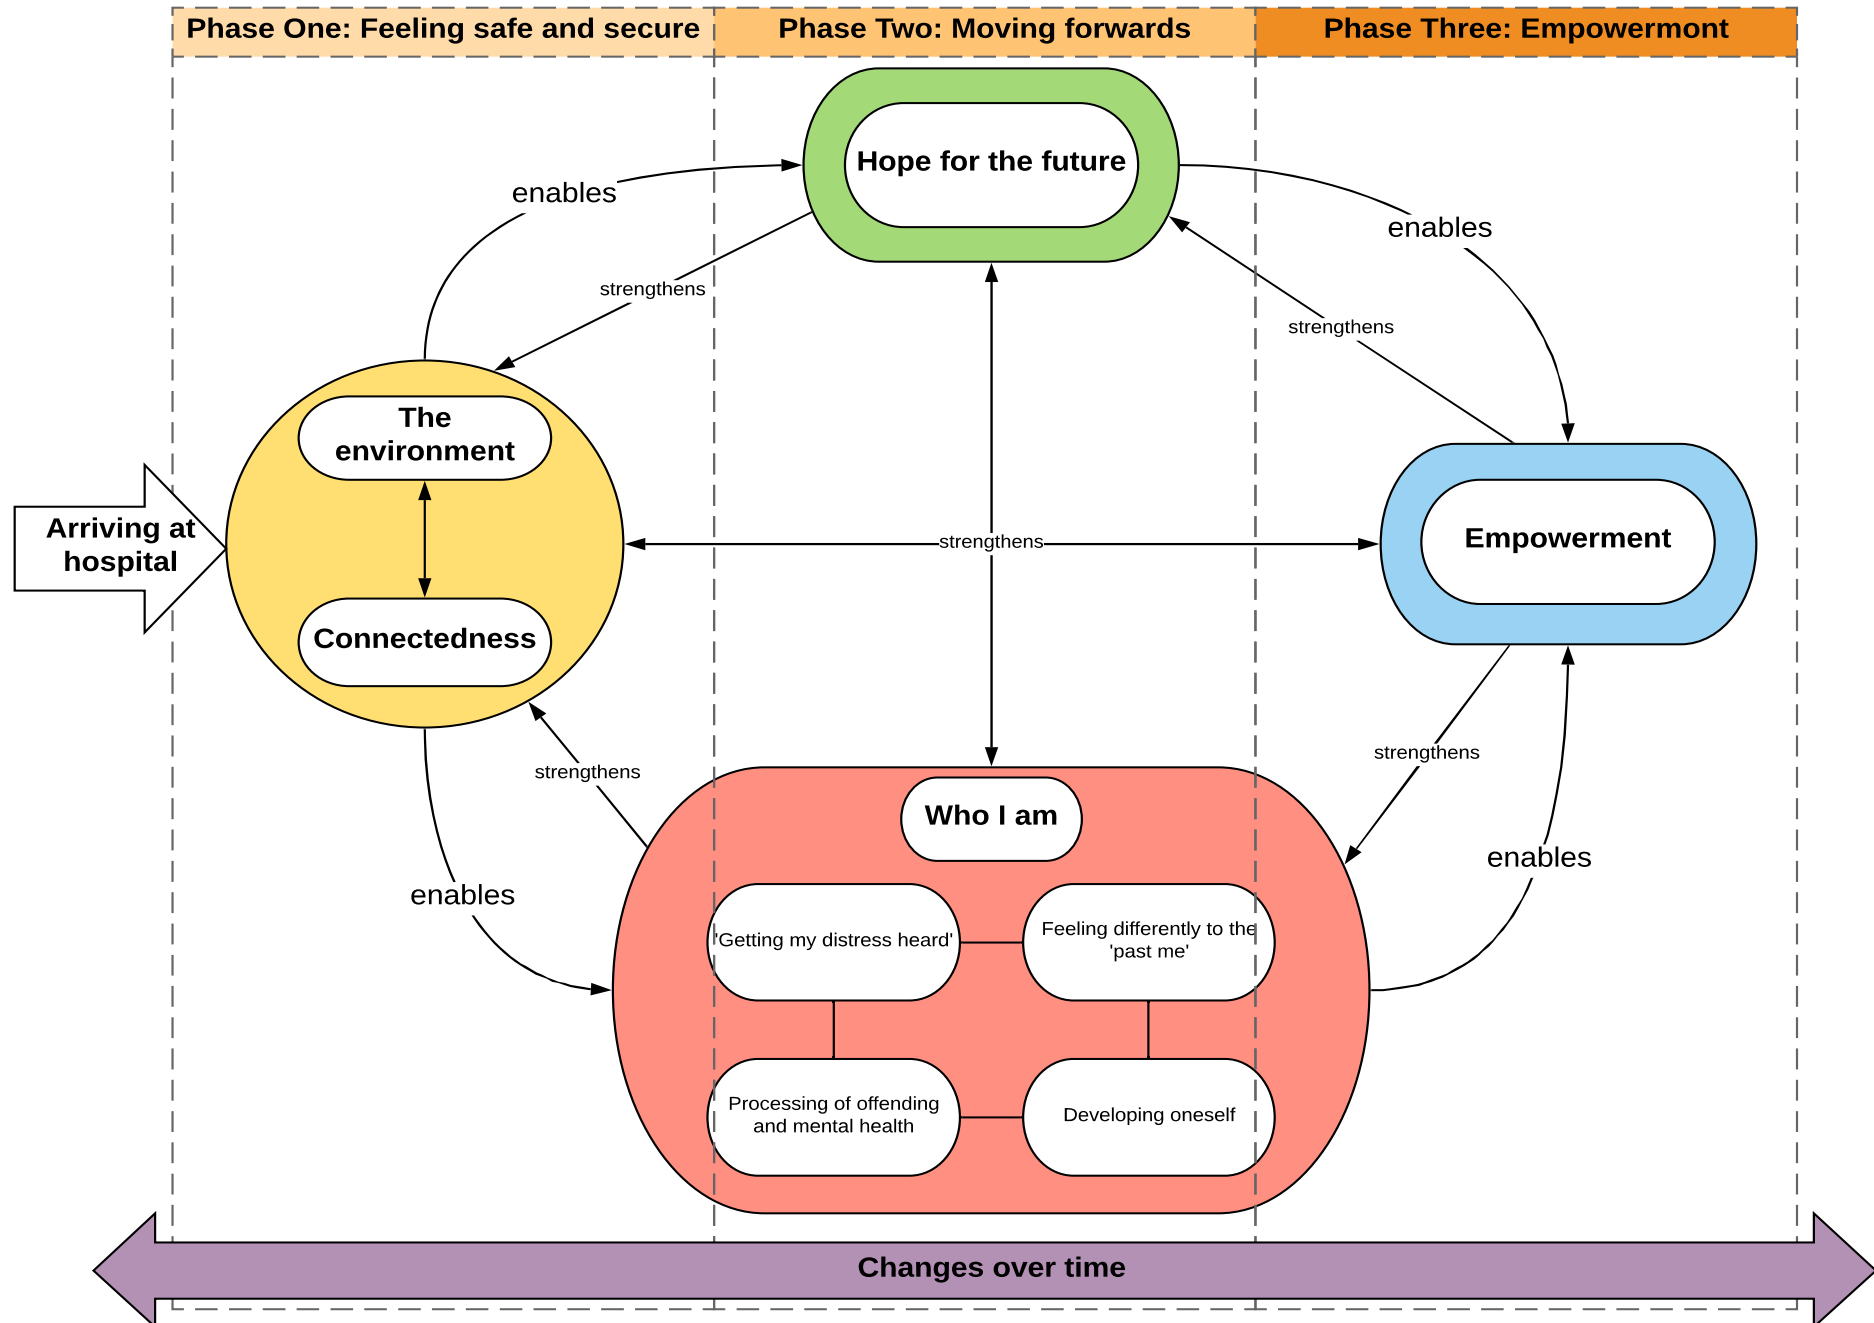 Phase One: Feeling safe and secure
Phase Two: Moving forwards
Phase Three: Empowermont
Hope for the future
enables
enables
strengthens
strengthens
The
environment
Arriving at
hospital
Empowerment
strengthens
Connectedness
strengthens
strengthens
Who I am
enables
enables
'Getting my distress heard'
Feeling differently to the
'past me'
Processing of offending
and mental health
Developing oneself
Changes over time